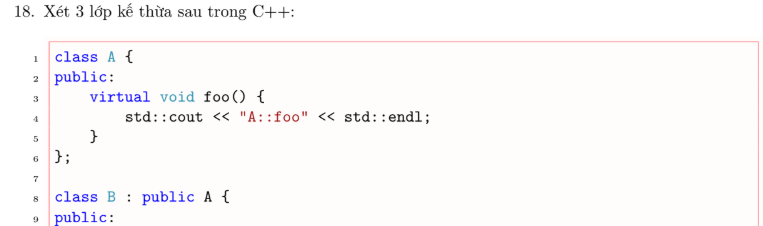 18. Xét 3 lớp kế thừa sau trong C++:
1 class A {
2 public:
3     virtual void foo() {
4         std::cout << "A::foo" << std::endl;
5     }
6 };
7
8 class B : public A {
9 public: